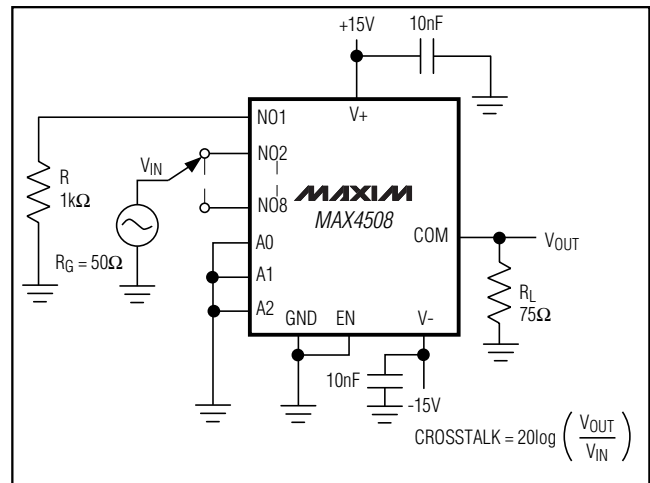 +15V
10nF
V+
NO1
NO2
NO8
VIN
R
1kΩ
RG = 50Ω
MAXIM
MAX4508
A0
A1
A2
COM
VOUT
RL
75Ω
GND
EN
V-
10nF
-15V
CROSSTALK = 20log ( VOUT / VIN )